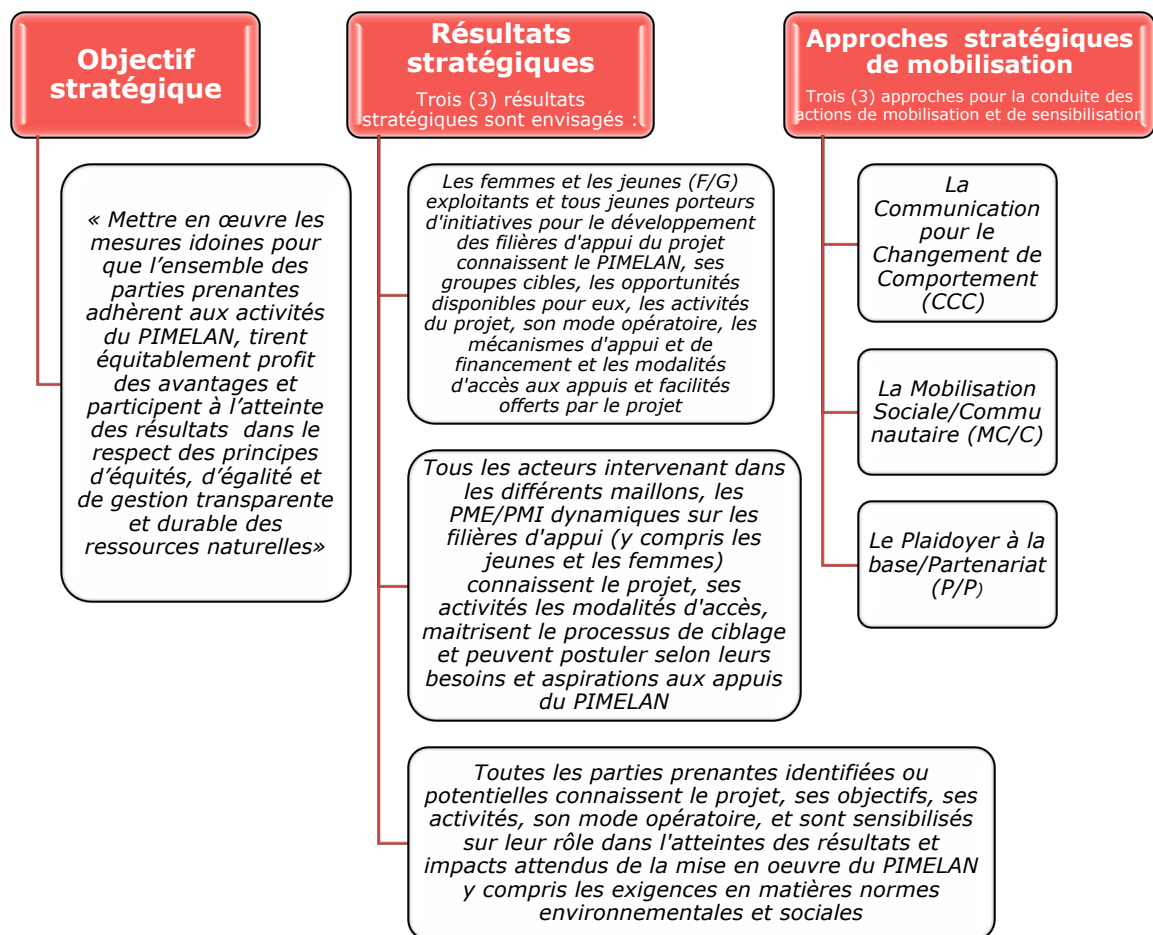 Objectif
stratégique
« Mettre en œuvre les
mesures idoines pour
que l’ensemble des
parties prenantes
adhèrent aux activités
du PIMELAN, tirent
équitablement profit
des avantages et
participent à l’atteinte
des résultats dans le
respect des principes
d’équités, d’égalité et
de gestion transparente
et durable des
ressources naturelles»
Résultats
stratégiques
Trois (3) résultats
stratégiques sont envisagés :
Les femmes et les jeunes (F/G)
exploitants et tous jeunes porteurs
d'initiatives pour le développement
des filières d'appui du projet
connaissent le PIMELAN, ses
groupes cibles, les opportunités
disponibles pour eux, les activités
du projet, son mode opératoire, les
mécanismes d'appui et de
financement et les modalités
d'accès aux appuis et facilités
offerts par le projet
Tous les acteurs intervenant dans
les différents maillons, les
PME/PMI dynamiques sur les
filières d'appui (y compris les
jeunes et les femmes)
connaissent le projet, ses
activités les modalités d'accès,
maitrisent le processus de ciblage
et peuvent postuler selon leurs
besoins et aspirations aux appuis
du PIMELAN
Toutes les parties prenantes identifiées ou
potentielles connaissent le projet, ses objectifs, ses
activités, son mode opératoire, et sont sensibilisés
sur leur rôle dans l'atteintes des résultats et
impacts attendus de la mise en oeuvre du PIMELAN
y compris les exigences en matières normes
environnementales et sociales
Approches stratégiques
de mobilisation
Trois (3) approches pour la conduite des
actions de mobilisation et de sensibilisation
La
Communication
pour le
Changement de
Comportement
(CCC)
La Mobilisation
Sociale/Commu
nautaire (MC/C)
Le Plaidoyer à la
base/Partenariat
(P/P)